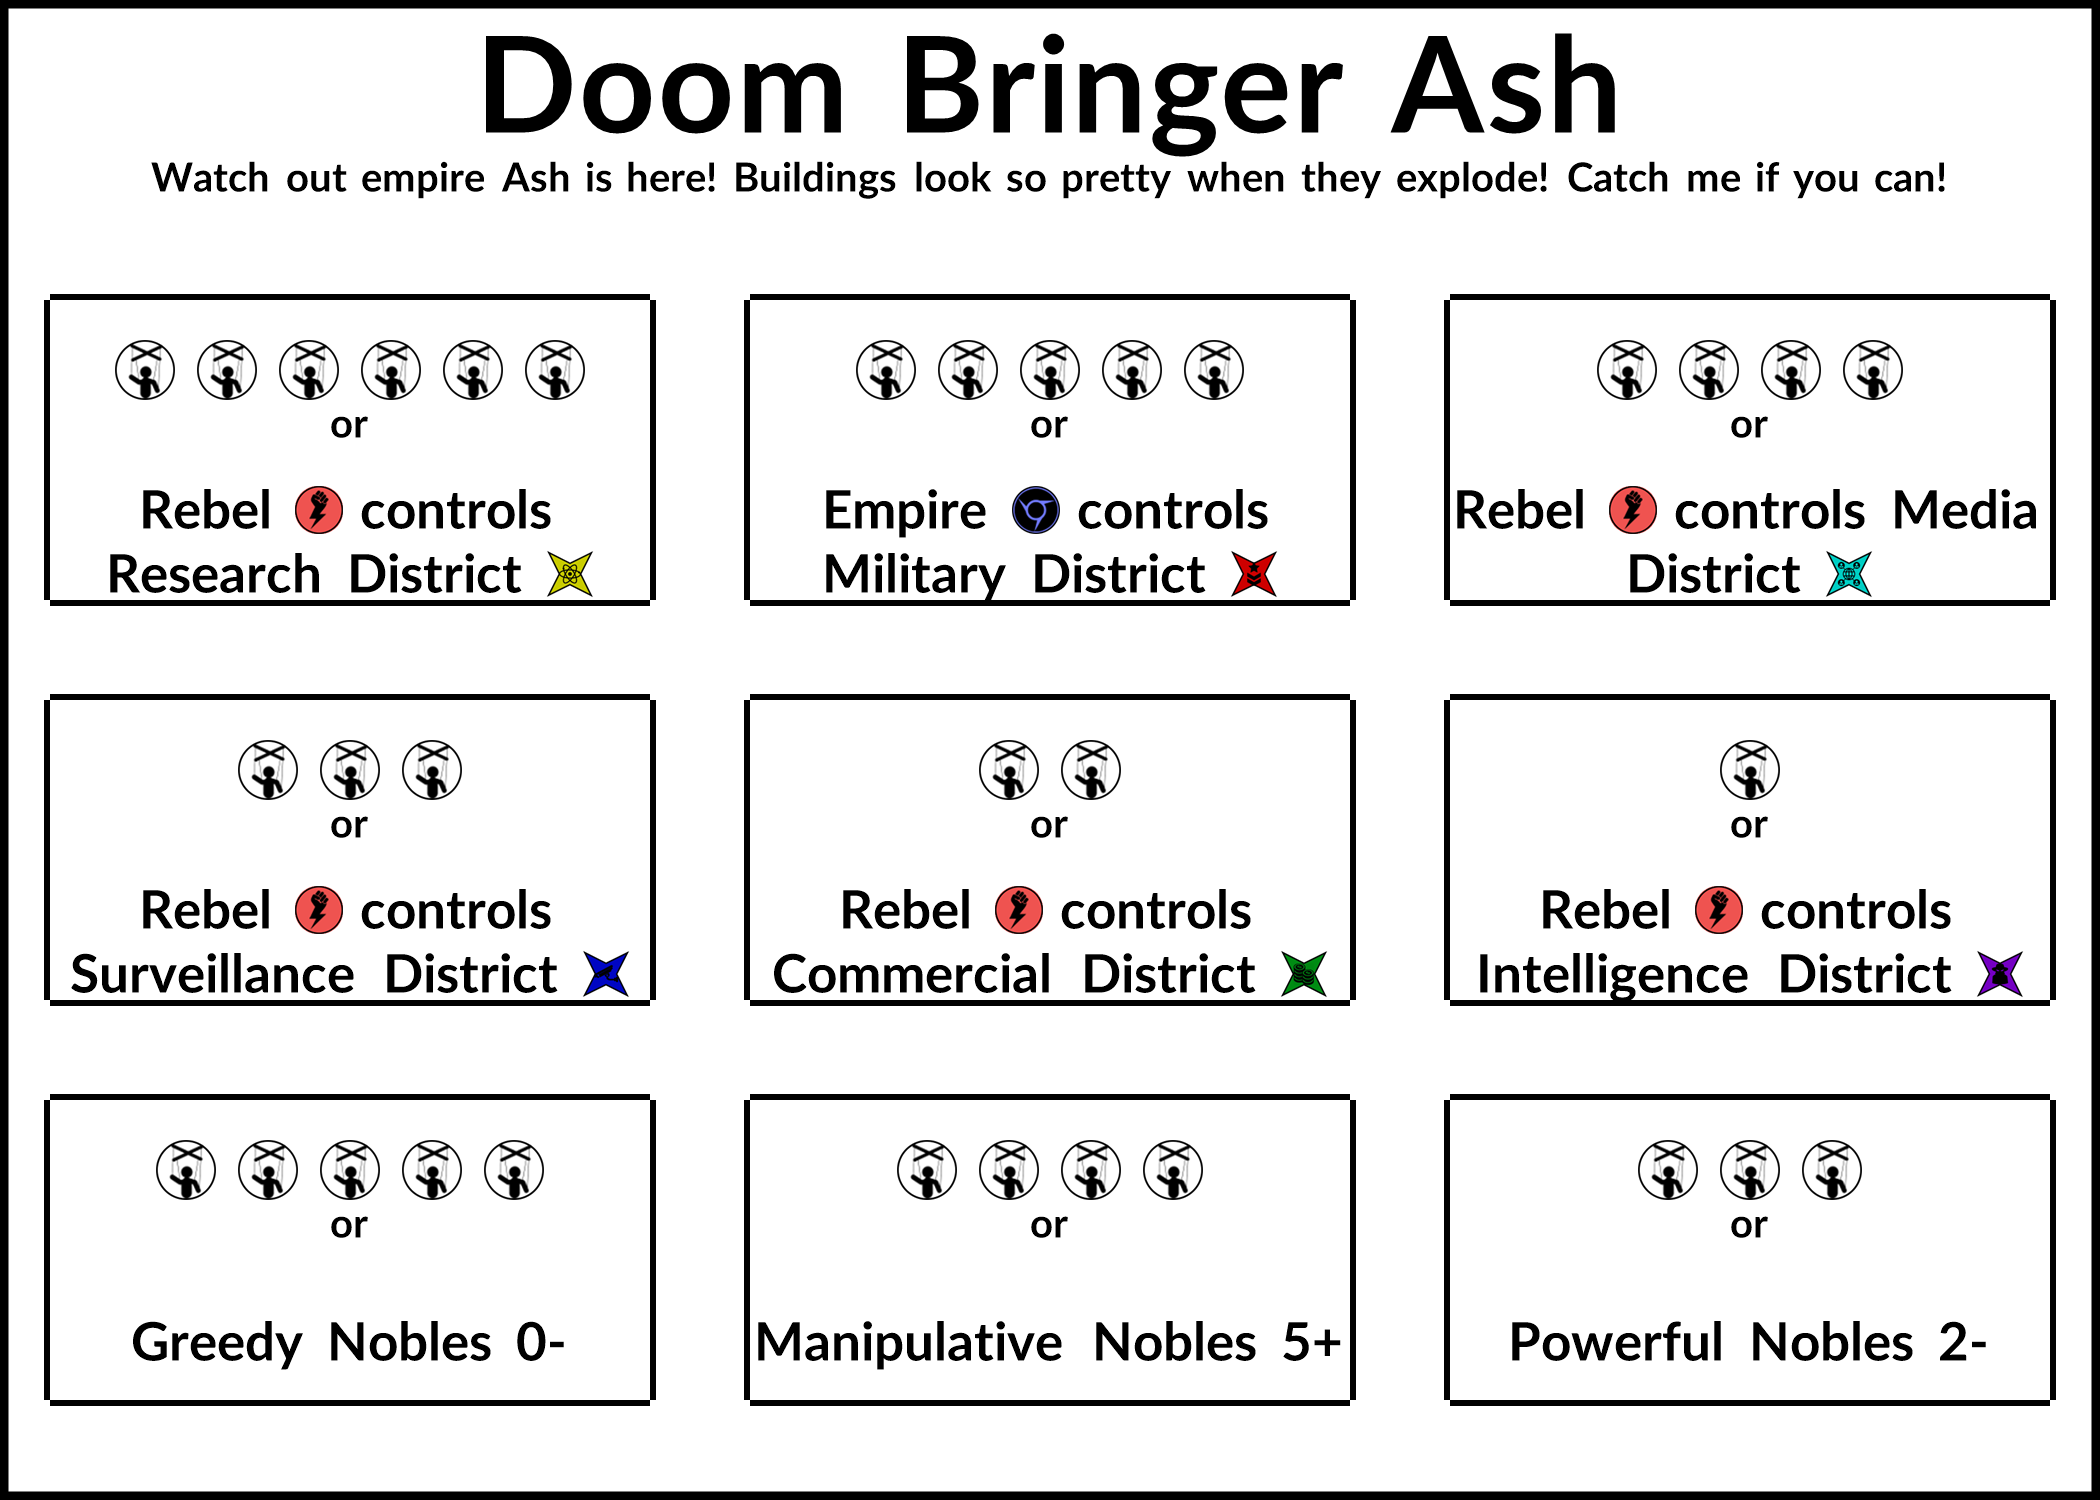 Doom Bringer Ash
Watch out empire Ash is here! Buildings look so pretty when they explode! Catch me if you can!
or
Rebel controls
Research District
or
Empire controls
Military District
or
Rebel controls Media
District
or
Rebel controls
Surveillance District
or
Rebel controls
Commercial District
or
Rebel controls
Intelligence District
or
Greedy Nobles 0-
or
Manipulative Nobles 5+
or
Powerful Nobles 2-